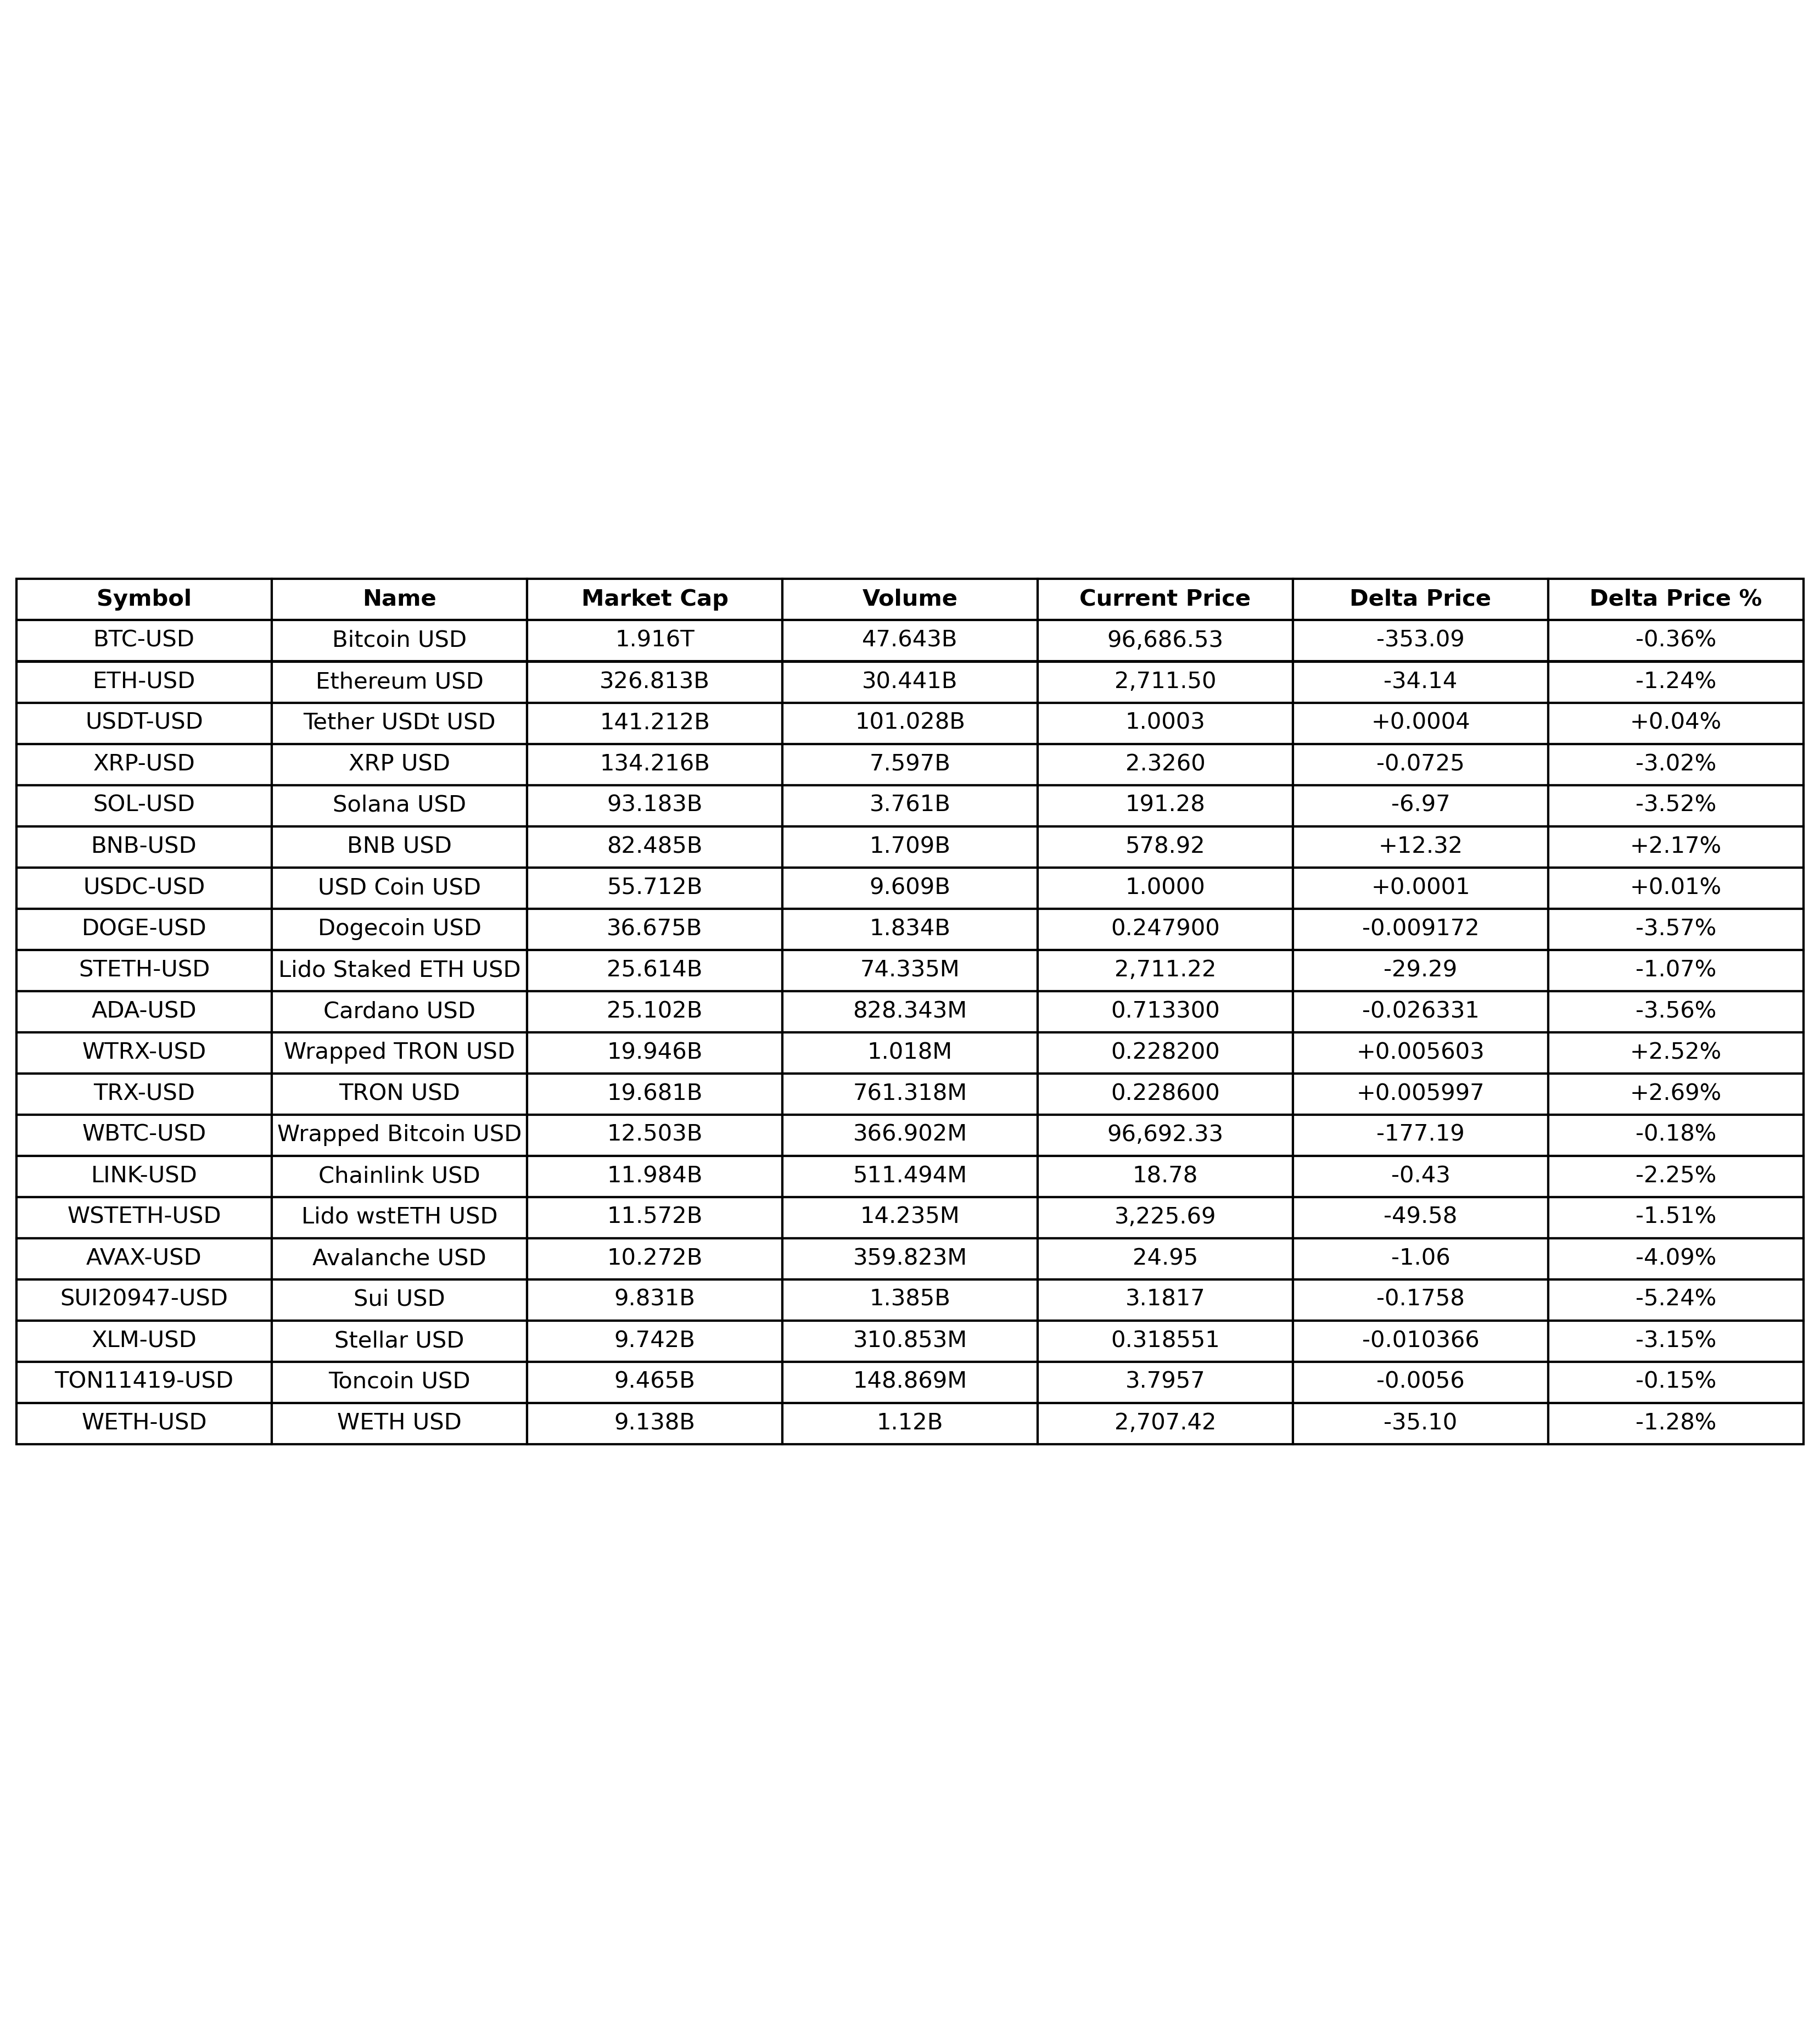 Symbol Name Market Cap Volume Current Price Delta Price Delta Price %
BTC-USD Bitcoin USD 1.916T 47.643B 96,686.53 -353.09 -0.36%
ETH-USD Ethereum USD 326.813B 30.441B 2,711.50 -34.14 -1.24%
USDT-USD Tether USDt USD 141.212B 101.028B 1.0003 +0.0004 +0.04%
XRP-USD XRP USD 134.216B 7.597B 2.3260 -0.0725 -3.02%
SOL-USD Solana USD 93.183B 3.761B 191.28 -6.97 -3.52%
BNB-USD BNB USD 82.485B 1.709B 578.92 +12.32 +2.17%
USDC-USD USD Coin USD 55.712B 9.609B 1.0000 +0.0001 +0.01%
DOGE-USD Dogecoin USD 36.675B 1.834B 0.247900 -0.009172 -3.57%
STETH-USD Lido Staked ETH USD 25.614B 74.335M 2,711.22 -29.29 -1.07%
ADA-USD Cardano USD 25.102B 828.343M 0.713300 -0.026331 -3.56%
WTRX-USD Wrapped TRON USD 19.946B 1.018M 0.228200 +0.005603 +2.52%
TRX-USD TRON USD 19.681B 761.318M 0.228600 +0.005997 +2.69%
WBTC-USD Wrapped Bitcoin USD 12.503B 366.902M 96,692.33 -177.19 -0.18%
LINK-USD Chainlink USD 11.984B 511.494M 18.78 -0.43 -2.25%
WSTETH-USD Lido wstETH USD 11.572B 14.235M 3,225.69 -49.58 -1.51%
AVAX-USD Avalanche USD 10.272B 359.823M 24.95 -1.06 -4.09%
SUI20947-USD Sui USD 9.831B 1.385B 3.1817 -0.1758 -5.24%
XLM-USD Stellar USD 9.742B 310.853M 0.318551 -0.010366 -3.15%
TON11419-USD Toncoin USD 9.465B 148.869M 3.7957 -0.0056 -0.15%
WETH-USD WETH USD 9.138B 1.12B 2,707.42 -35.10 -1.28%